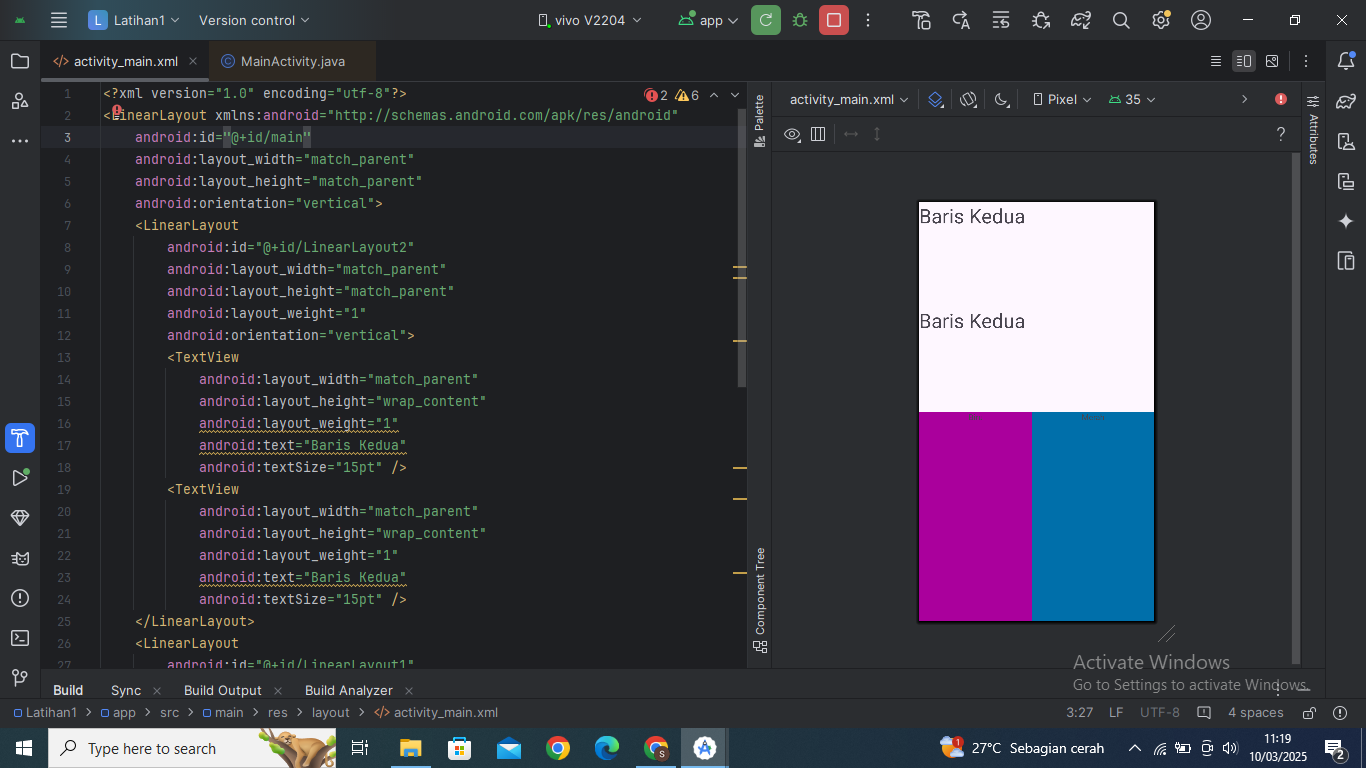 L Latihan1 Version control vivo V2204 app
activity_main.xml MainActivity.java
1 <?xml version="1.0" encoding="utf-8"?> 2 6
2 <LinearLayout xmlns:android="http://schemas.android.com/apk/res/android"
3 android:id="@+id/main"
4 android:layout_width="match_parent"
5 android:layout_height="match_parent"
6 android:orientation="vertical">
7 <LinearLayout
8 android:id="@+id/LinearLayout2"
9 android:layout_width="match_parent"
10 android:layout_height="match_parent"
11 android:layout_weight="1"
12 android:orientation="vertical">
13 <TextView
14 android:layout_width="match_parent"
15 android:layout_height="wrap_content"
16 android:layout_weight="1"
17 android:text="Baris Kedua"
18 android:textSize="15pt" />
19 <TextView
20 android:layout_width="match_parent"
21 android:layout_height="wrap_content"
22 android:layout_weight="1"
23 android:text="Baris Kedua"
24 android:textSize="15pt" />
25 </LinearLayout>
26 <LinearLayout
27 android:id="@+id/LinearLayout1"
Palette
Component Tree
activity_main.xml Pixel 35
?
Attributes
Baris Kedua
Baris Kedua
Activate Windows
Go to Settings to activate Windows.
Build Sync Build Output Build Analyzer
Latihan1 > app > src > main > res > layout > activity_main.xml 3:27 LF UTF-8 4 spaces
Type here to search 27°C Sebagian cerah 11:19
10/03/2025
1
S
2